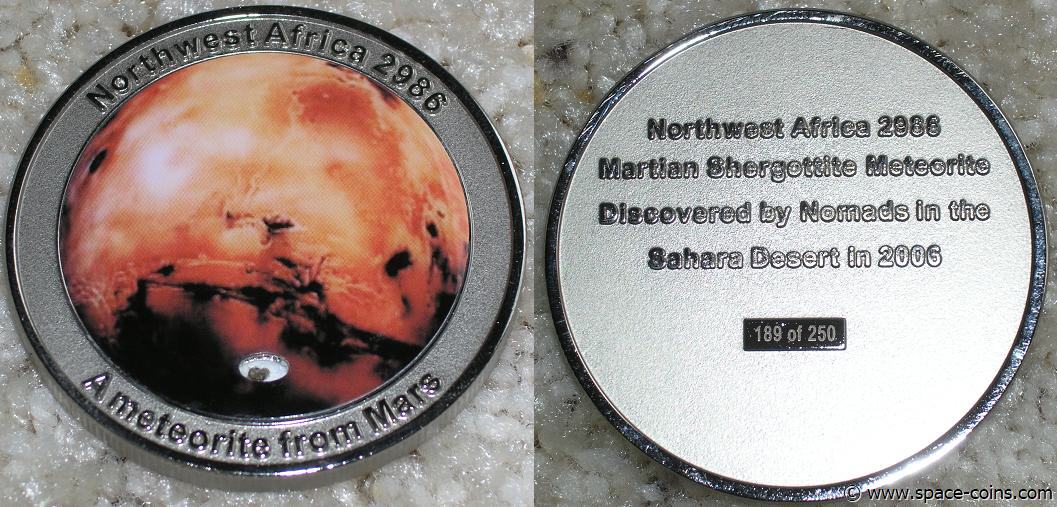 Northwest Africa 2986
A meteorite from Mars
Northwest Africa 2986
Martian Shergottite Meteorite
Discovered by Nomads in the
Sahara Desert in 2006
189 of 250
© www.space-coins.com